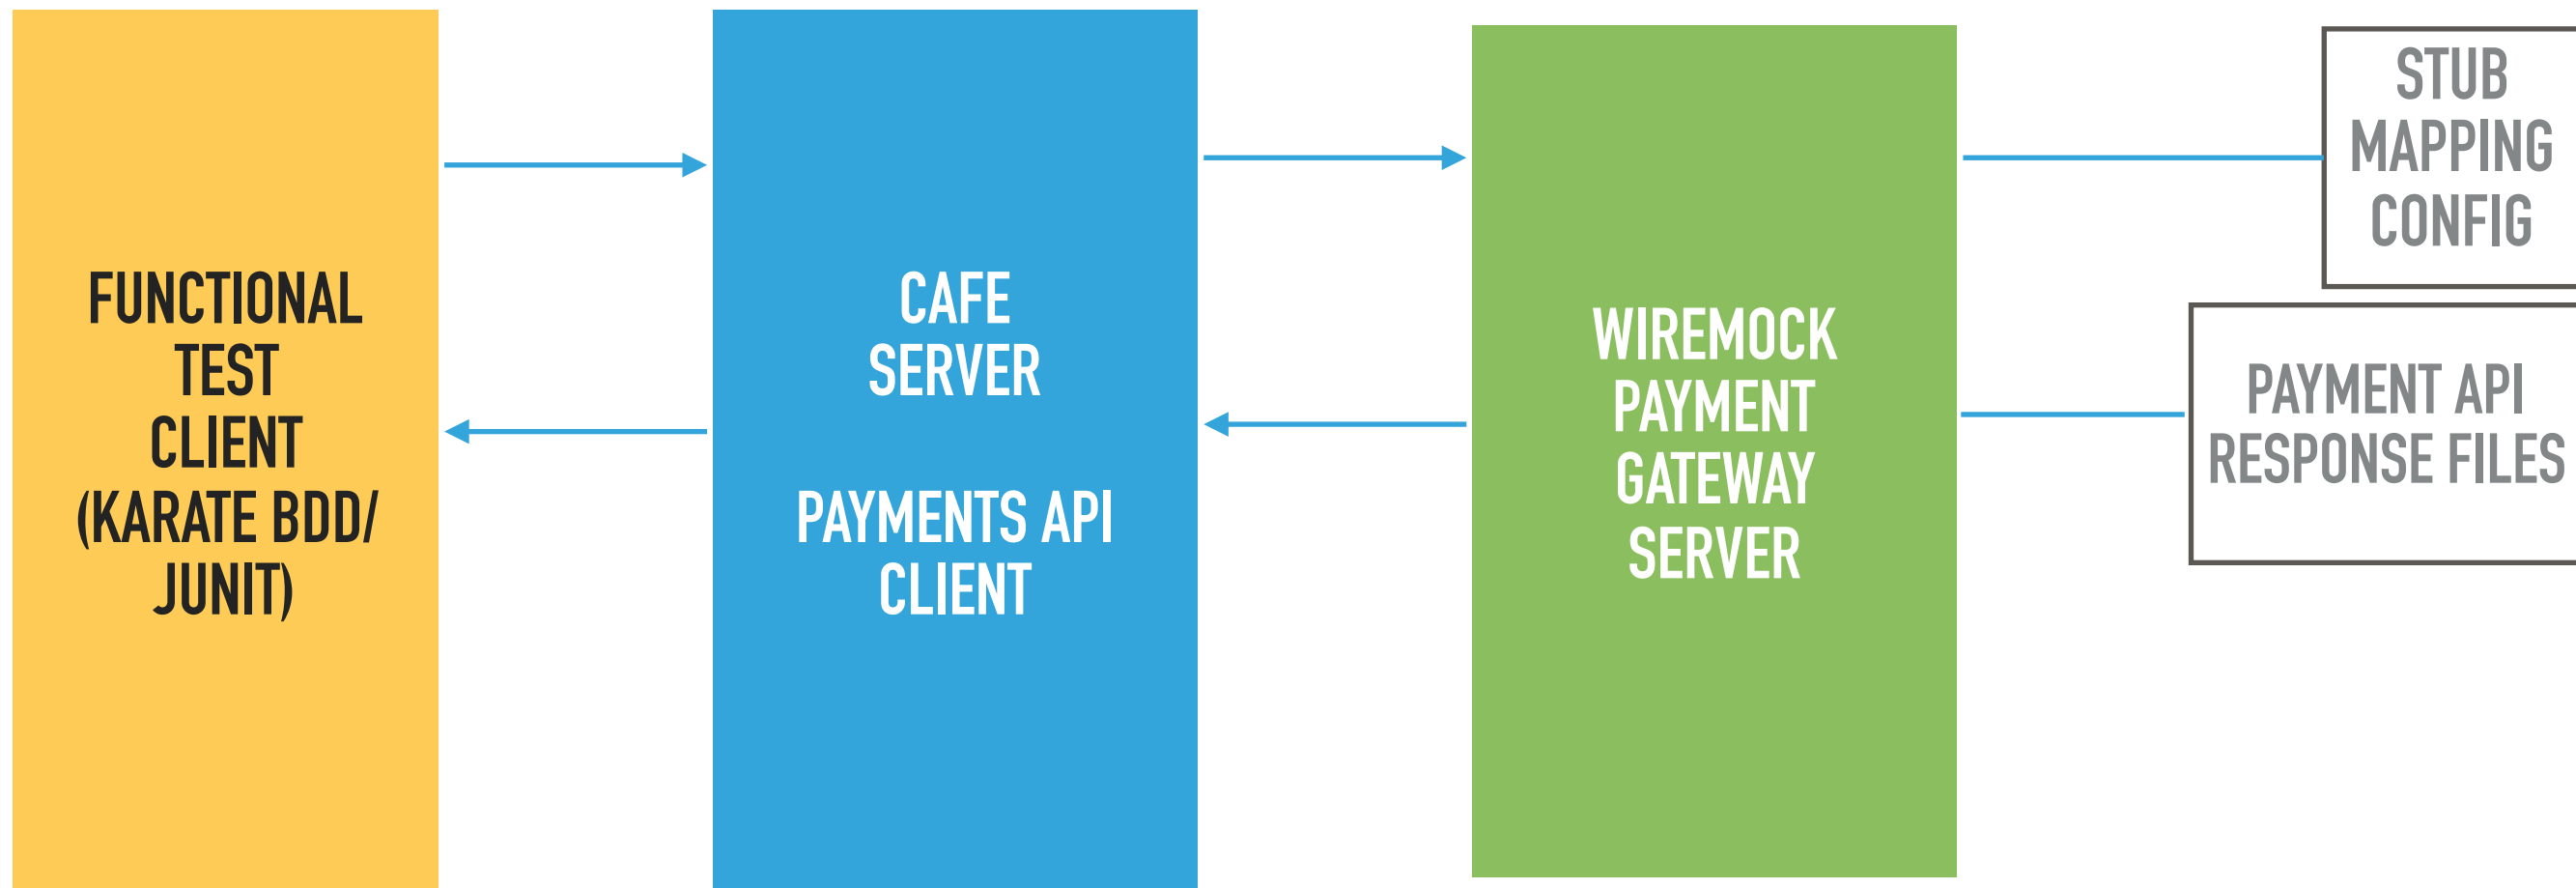 FUNCTIONAL
TEST
CLIENT
(KARATE BDD/
JUNIT)
CAFE
SERVER
PAYMENTS API
CLIENT
WIREMOCK
PAYMENT
GATEWAY
SERVER
STUB
MAPPING
CONFIG
PAYMENT API
RESPONSE FILES